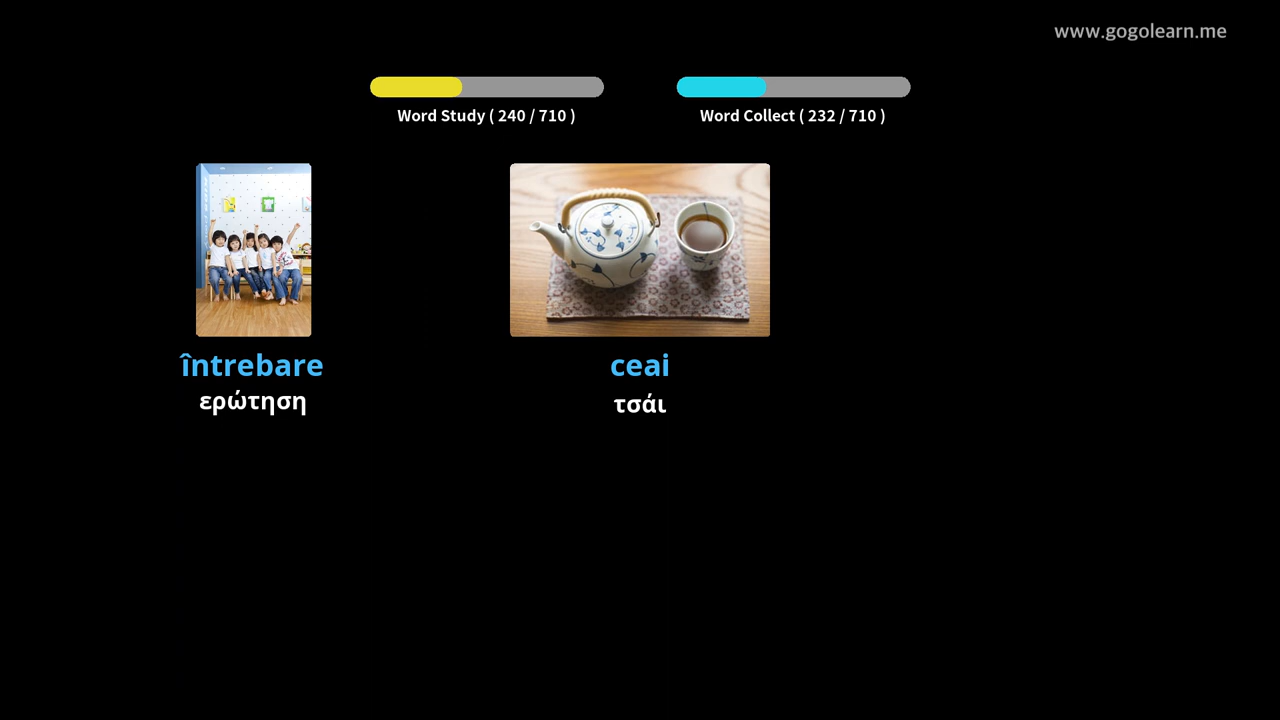 www.gogolearn.me
Word Study ( 240 / 710 )
Word Collect ( 232 / 710 )
întrebare
ερώτηση
ceai
τσάι